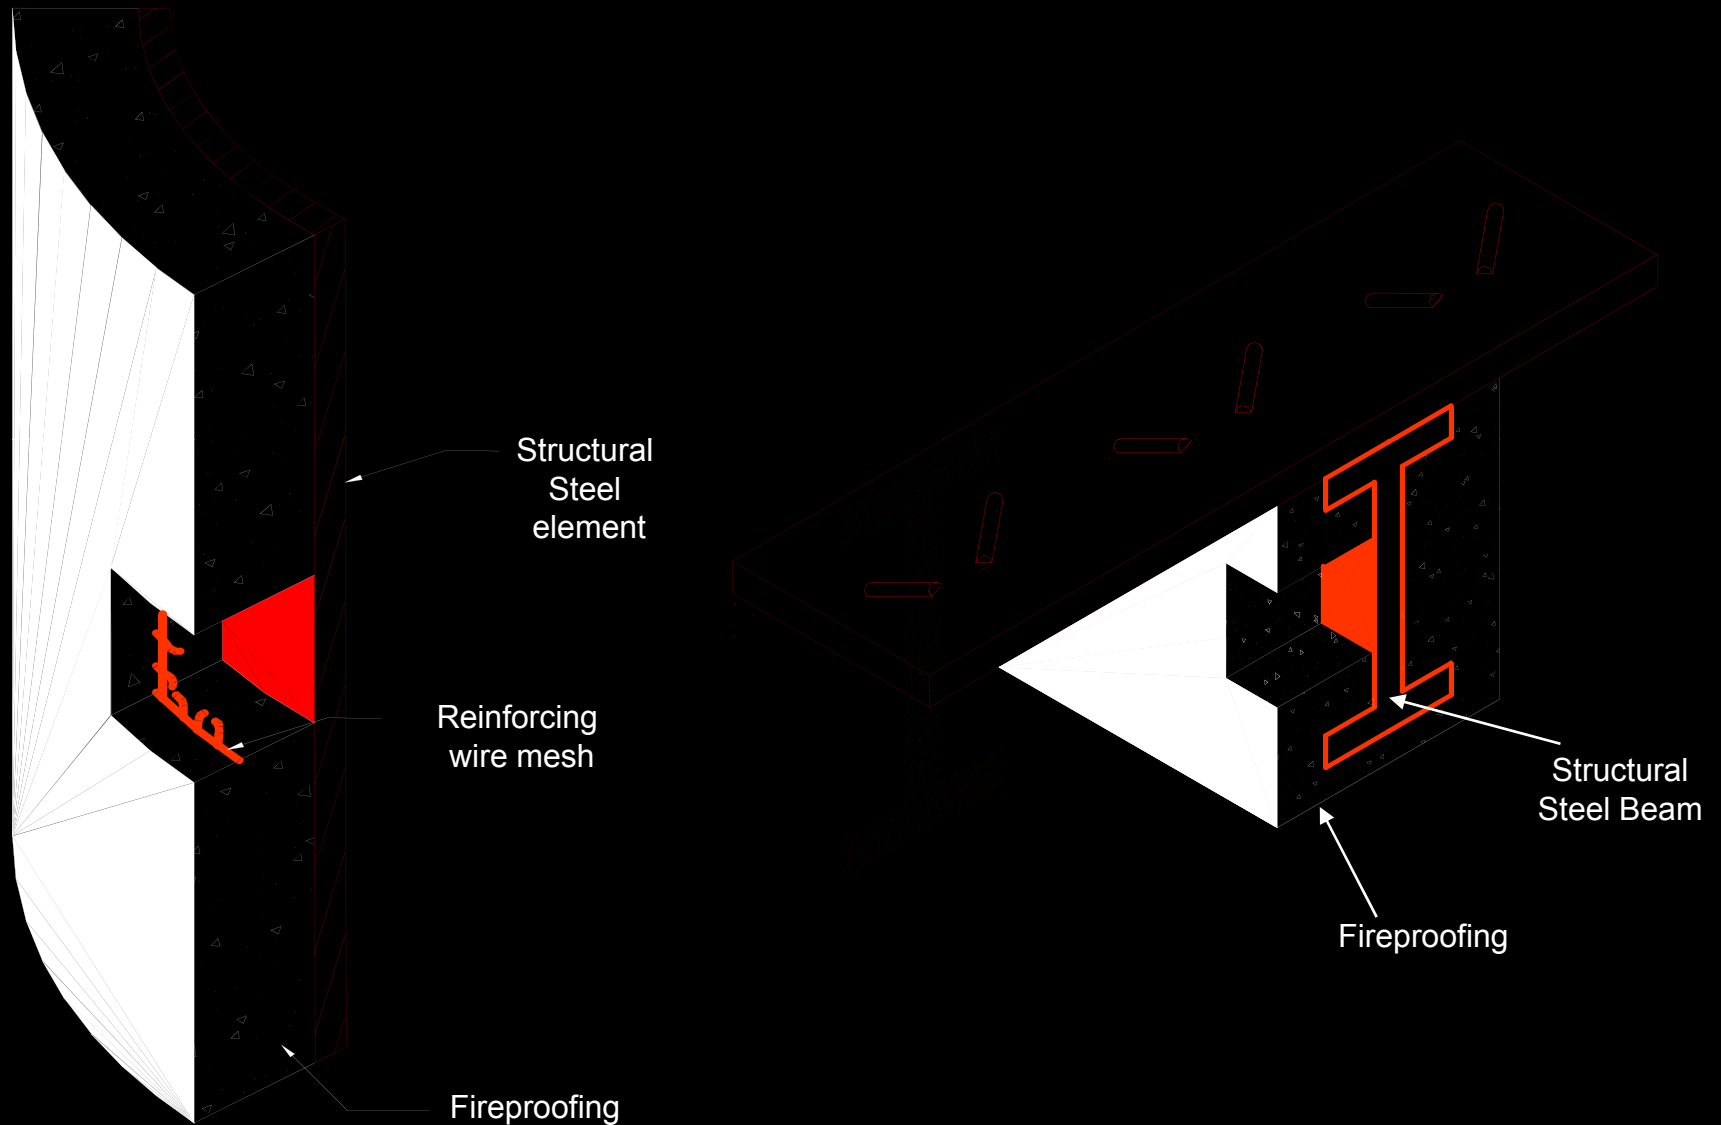 Structural
Steel
element
Reinforcing
wire mesh
Fireproofing
Structural
Steel Beam
Fireproofing